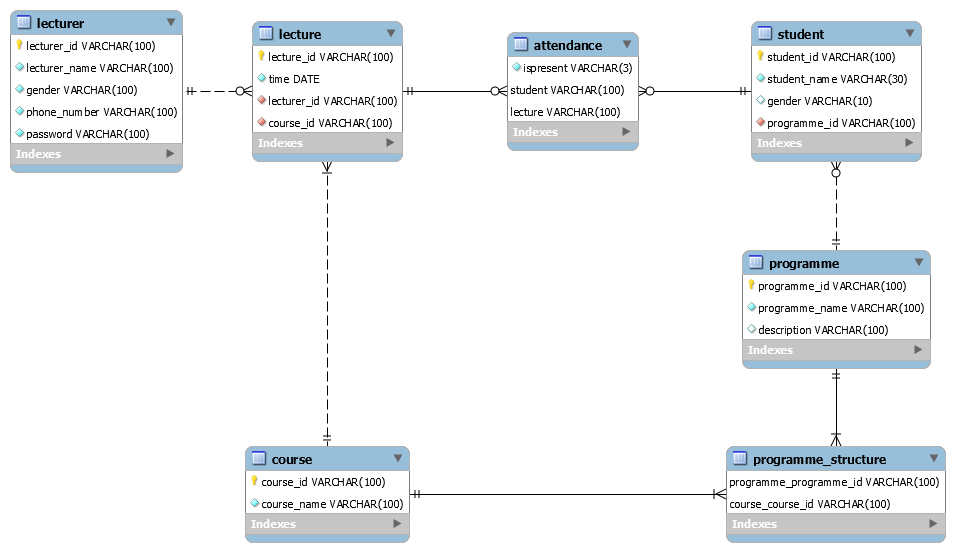 lecturer
lecturer_id VARCHAR(100)
lecturer_name VARCHAR(100)
gender VARCHAR(100)
phone_number VARCHAR(100)
password VARCHAR(100)
Indexes
lecture
lecture_id VARCHAR(100)
time DATE
lecturer_id VARCHAR(100)
course_id VARCHAR(100)
Indexes
attendance
ispresent VARCHAR(3)
student VARCHAR(100)
lecture VARCHAR(100)
Indexes
student
student_id VARCHAR(100)
student_name VARCHAR(30)
gender VARCHAR(10)
programme_id VARCHAR(100)
Indexes
programme
programme_id VARCHAR(100)
programme_name VARCHAR(100)
description VARCHAR(100)
Indexes
course
course_id VARCHAR(100)
course_name VARCHAR(100)
Indexes
programme_structure
programme_programme_id VARCHAR(100)
course_course_id VARCHAR(100)
Indexes